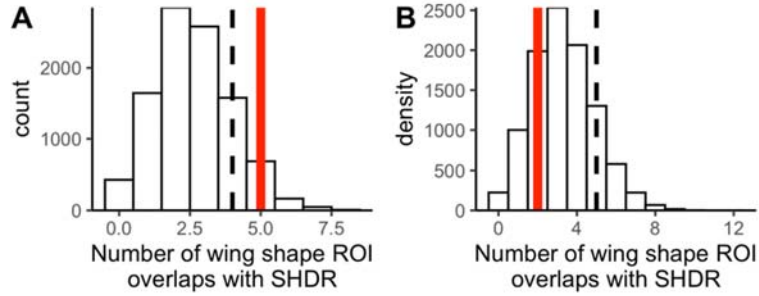 A
count
2000
1000
0
0.0 2.5 5.0 7.5
Number of wing shape ROI
overlaps with SHDR
B
density
2500
2000
1500
1000
500
0
0 4 8 12
Number of wing shape ROI
overlaps with SHDR